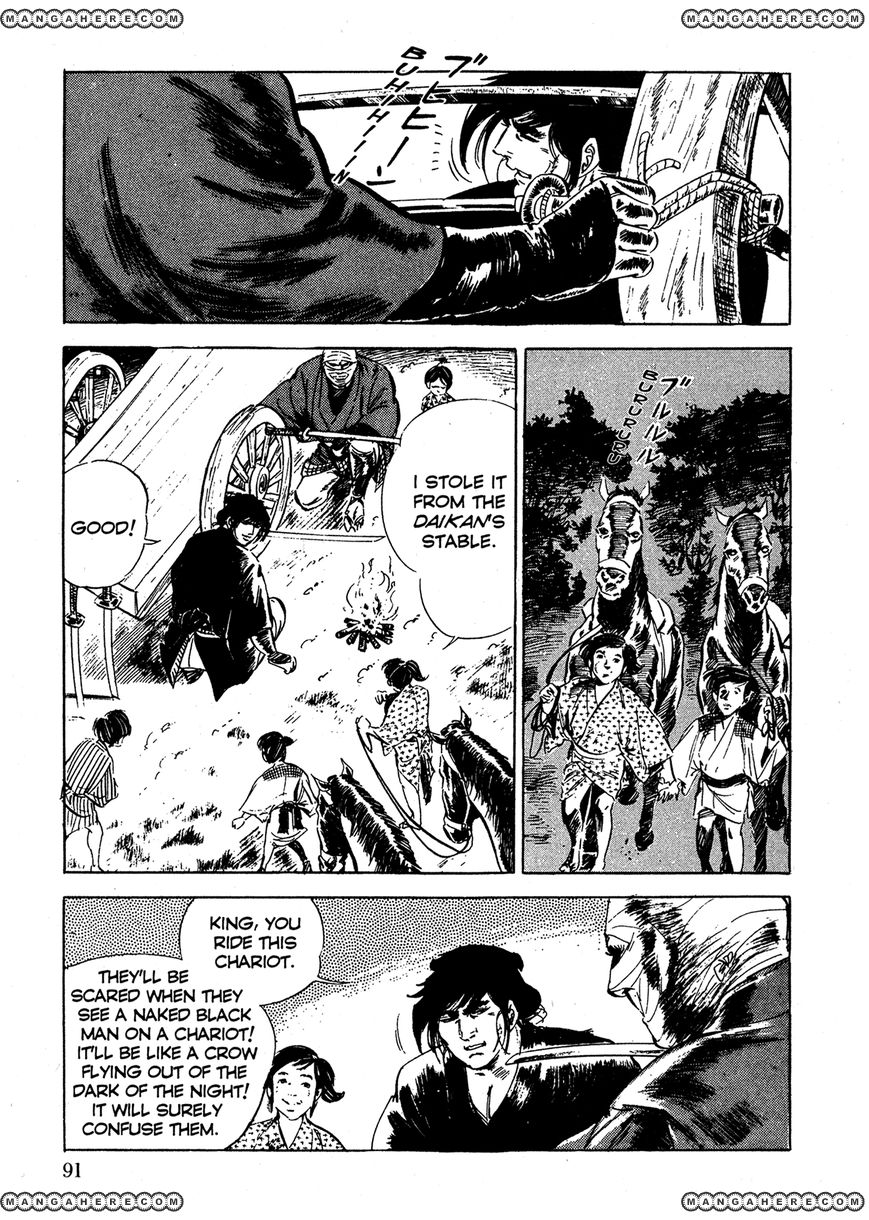 MANGAHERE.COM
MANGAHERE.COM
ブヒヒーン
BUHIHIIN
ブルルル
BURURURU
I STOLE IT
FROM THE
DAIKAN'S
STABLE.
GOOD!
KING, YOU
RIDE THIS
CHARIOT.
THEY'LL BE
SCARED WHEN THEY
SEE A NAKED BLACK
MAN ON A CHARIOT!
IT'LL BE LIKE A CROW
FLYING OUT OF THE
DARK OF THE NIGHT!
IT WILL SURELY
CONFUSE THEM.
91
MANGAHERE.COM
MANGAHERE.COM